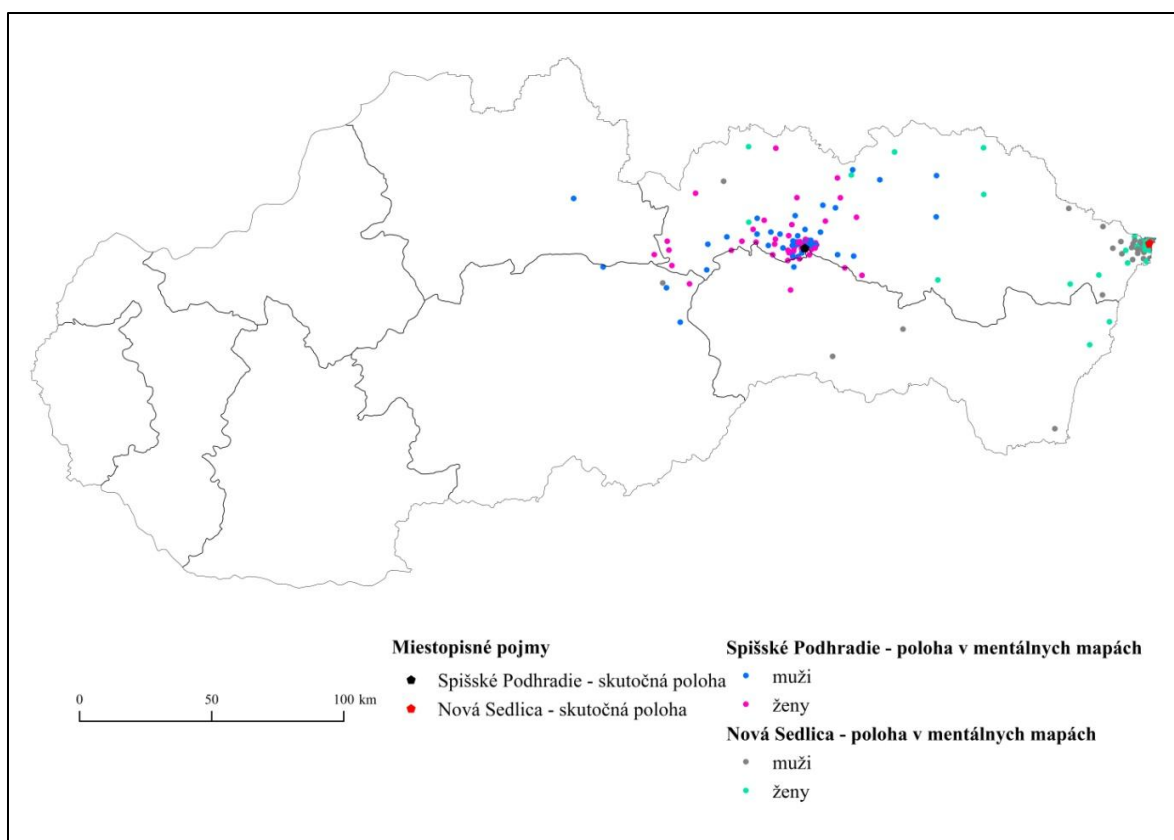 Miestopisné pojmy
Spišské Podhradie - skutočná poloha
Nová Sedlica - skutočná poloha
Spišské Podhradie - poloha v mentálnych mapách
muži
ženy
Nová Sedlica - poloha v mentálnych mapách
muži
ženy
0 50 100 km